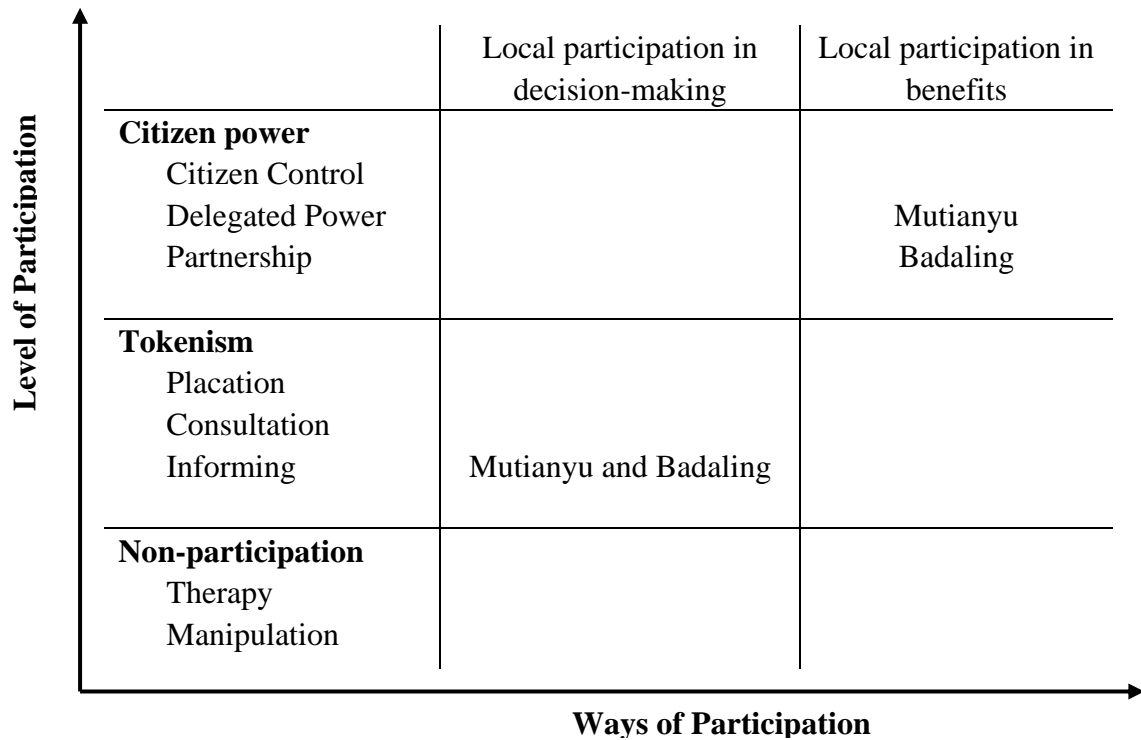 Local participation in
decision-making
Local participation in
benefits
Level of Participation
Citizen power
Citizen Control
Delegated Power
Mutianyu
Partnership
Badaling
Tokenism
Placation
Consultation
Informing
Mutianyu and Badaling
Non-participation
Therapy
Manipulation
Ways of Participation